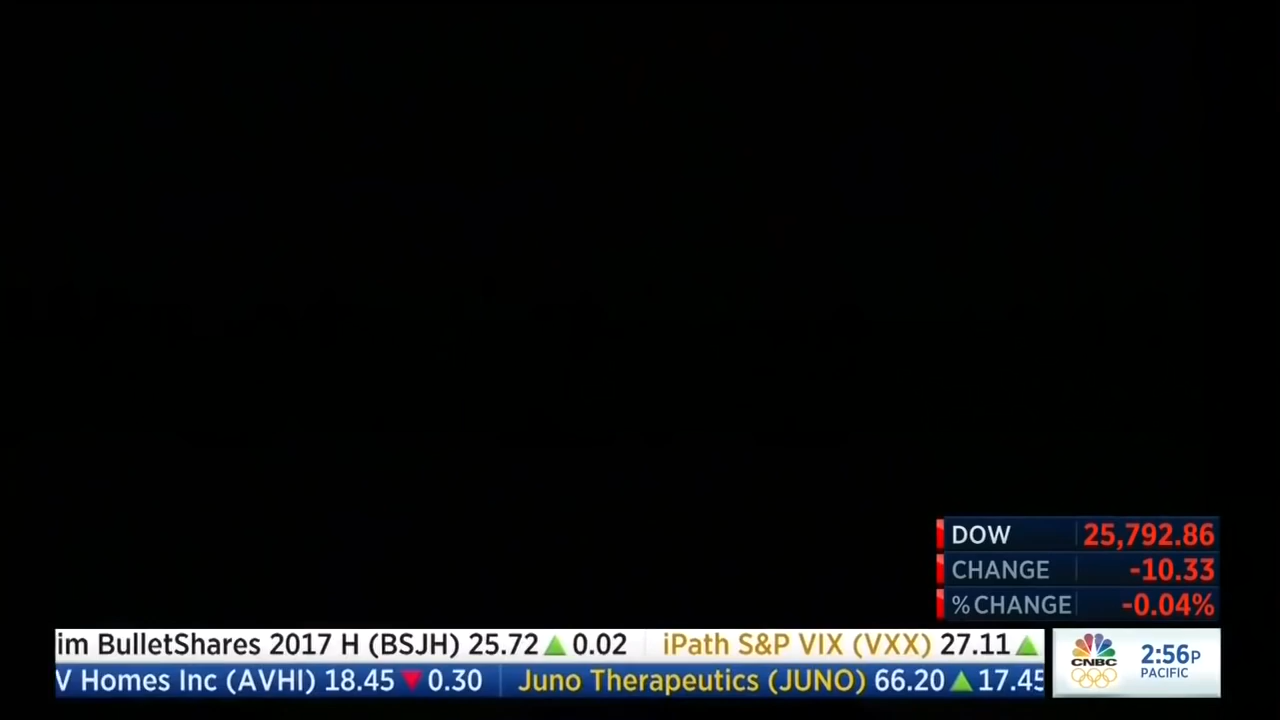 DOW 25,792.86
CHANGE -10.33
% CHANGE -0.04%
im BulletShares 2017 H (BSJH) 25.72 ▲ 0.02 iPath S&P VIX (VXX) 27.11 ▲
V Homes Inc (AVHI) 18.45 ▼ 0.30 Juno Therapeutics (JUNO) 66.20 ▲ 17.45
CNBC
2:56P
PACIFIC